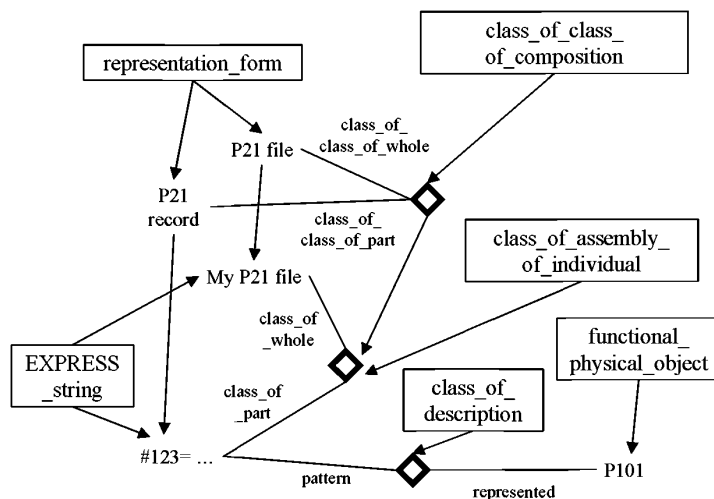 class_of_class_
of_composition
representation_form
class_of_
class_of_whole
P21 file
P21
record
class_of_
class_of_part
class_of_assembly_
of_individual
My P21 file
class_of
_whole
functional_
physical_object
EXPRESS
_string
class_of
_part
class_of_
description
#123= ...
P101
pattern
represented